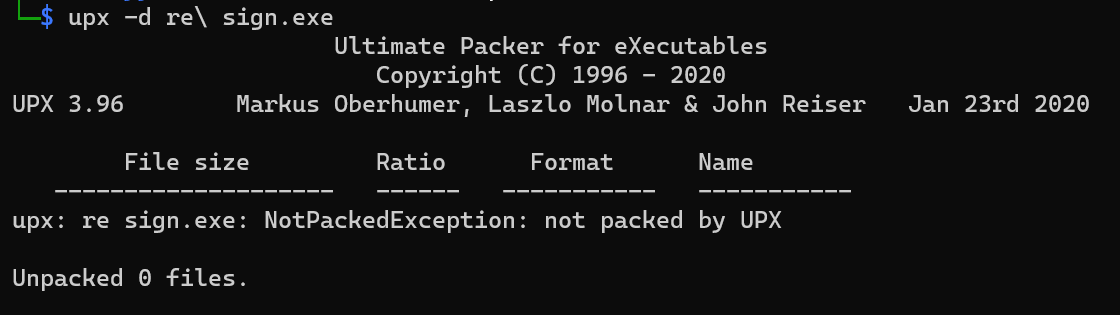 └─$ upx -d re\ sign.exe
Ultimate Packer for eXecutables
Copyright (C) 1996 - 2020
UPX 3.96        Markus Oberhumer, Laszlo Molnar & John Reiser   Jan 23rd 2020
File size         Ratio      Format      Name
--------------------   ------   -----------   -----------
upx: re sign.exe: NotPackedException: not packed by UPX
Unpacked 0 files.